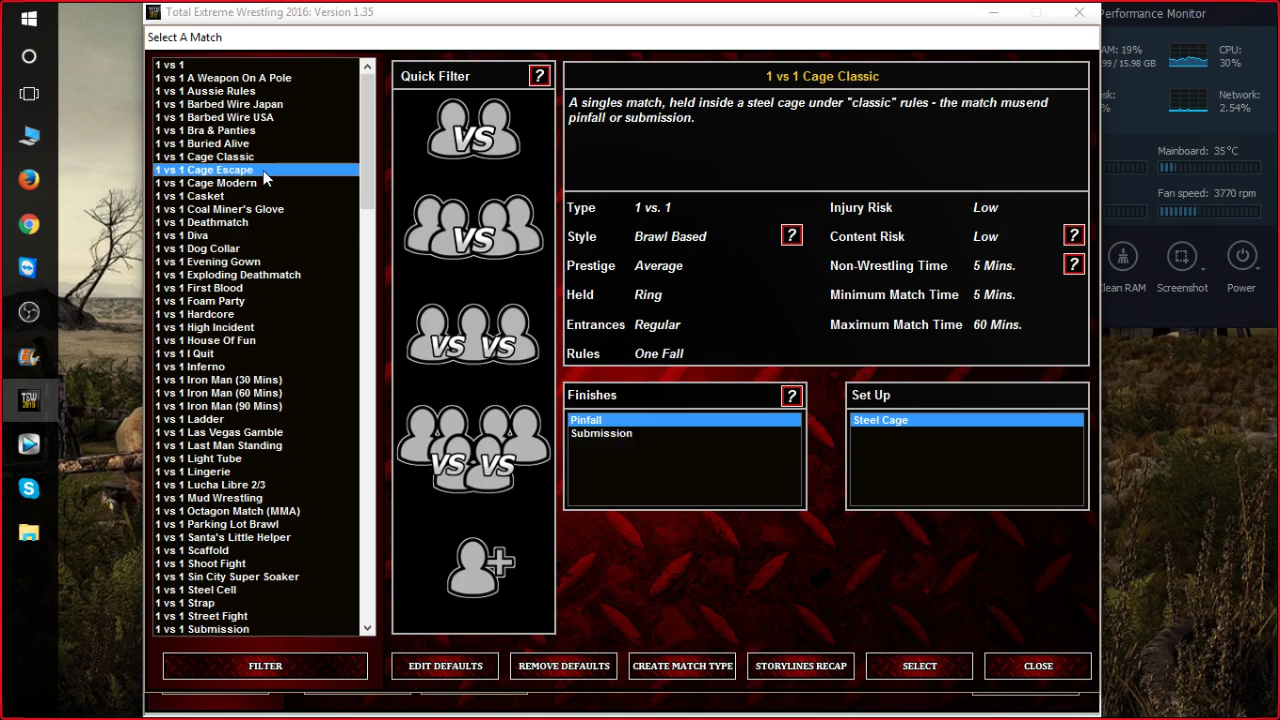 Total Extreme Wrestling 2016: Version 1.35
Select A Match
1 vs 1
1 vs 1 A Weapon On A Pole
1 vs 1 Aussie Rules
1 vs 1 Barbed Wire Japan
1 vs 1 Barbed Wire USA
1 vs 1 Bra & Panties
1 vs 1 Buried Alive
1 vs 1 Cage Classic
1 vs 1 Cage Escape
1 vs 1 Cage Modern
1 vs 1 Casket
1 vs 1 Coal Miner's Glove
1 vs 1 Deathmatch
1 vs 1 Diva
1 vs 1 Dog Collar
1 vs 1 Evening Gown
1 vs 1 Exploding Deathmatch
1 vs 1 First Blood
1 vs 1 Foam Party
1 vs 1 Hardcore
1 vs 1 High Incident
1 vs 1 House Of Fun
1 vs 1 I Quit
1 vs 1 Inferno
1 vs 1 Iron Man (30 Mins)
1 vs 1 Iron Man (60 Mins)
1 vs 1 Iron Man (90 Mins)
1 vs 1 Ladder
1 vs 1 Las Vegas Gamble
1 vs 1 Last Man Standing
1 vs 1 Light Tube
1 vs 1 Lingerie
1 vs 1 Lucha Libre 2/3
1 vs 1 Mud Wrestling
1 vs 1 Octagon Match (MMA)
1 vs 1 Parking Lot Brawl
1 vs 1 Santa's Little Helper
1 vs 1 Scaffold
1 vs 1 Shoot Fight
1 vs 1 Sin City Super Soaker
1 vs 1 Steel Cell
1 vs 1 Strap
1 vs 1 Street Fight
1 vs 1 Submission
FILTER
Quick Filter ?
VS
VS
VS VS
VS VS
1 vs 1 Cage Classic
A singles match, held inside a steel cage under "classic" rules - the match musend
pinfall or submission.
Type 1 vs. 1 Injury Risk Low
Style Brawl Based ? Content Risk Low ?
Prestige Average Non-Wrestling Time 5 Mins. ?
Held Ring Minimum Match Time 5 Mins.
Entrances Regular Maximum Match Time 60 Mins.
Rules One Fall
Finishes ?
Pinfall
Submission
Set Up
Steel Cage
EDIT DEFAULTS REMOVE DEFAULTS CREATE MATCH TYPE STORYLINES RECAP SELECT CLOSE
Performance Monitor
AM: 19% CPU:
99 / 15.98 GB 30%
sk: Network:
% 2.54%
Mainboard: 35°C
Fan speed: 3770 rpm
Clean RAM Screenshot Power
TEW
2016